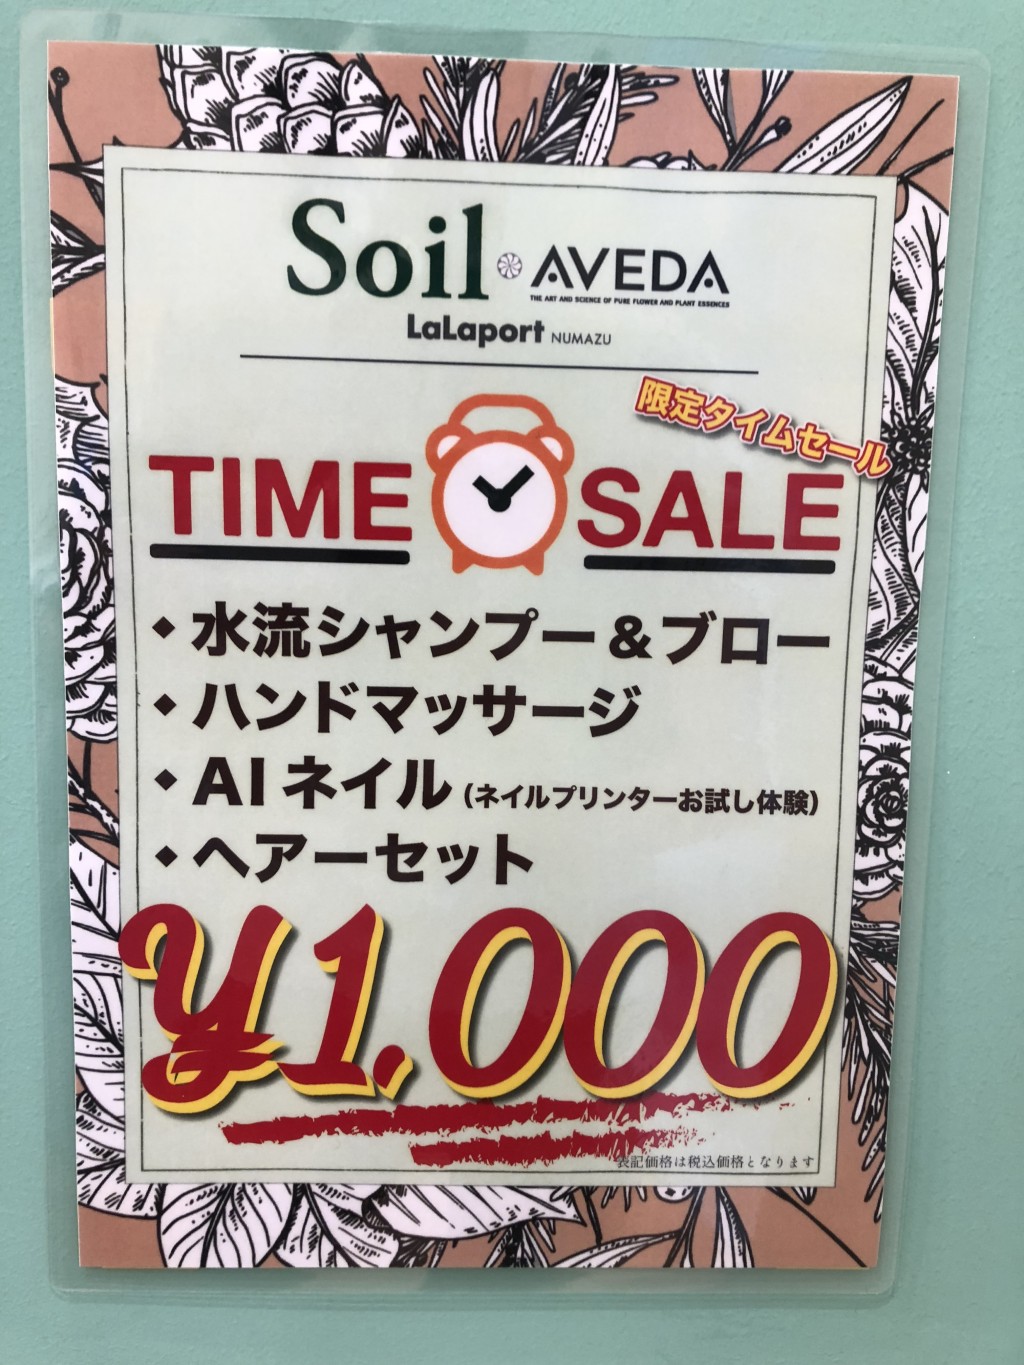 Soil AVEDA
THE ART AND SCIENCE OF PURE FLOWER AND PLANT ESSENCES
LaLaport NUMAZU
限定タイムセール
TIME SALE
・水流シャンプー&ブロー
・ハンドマッサージ
・AIネイル(ネイルプリンターお試し体験)
・ヘアーセット
¥1.000
表記価格は税込価格となります